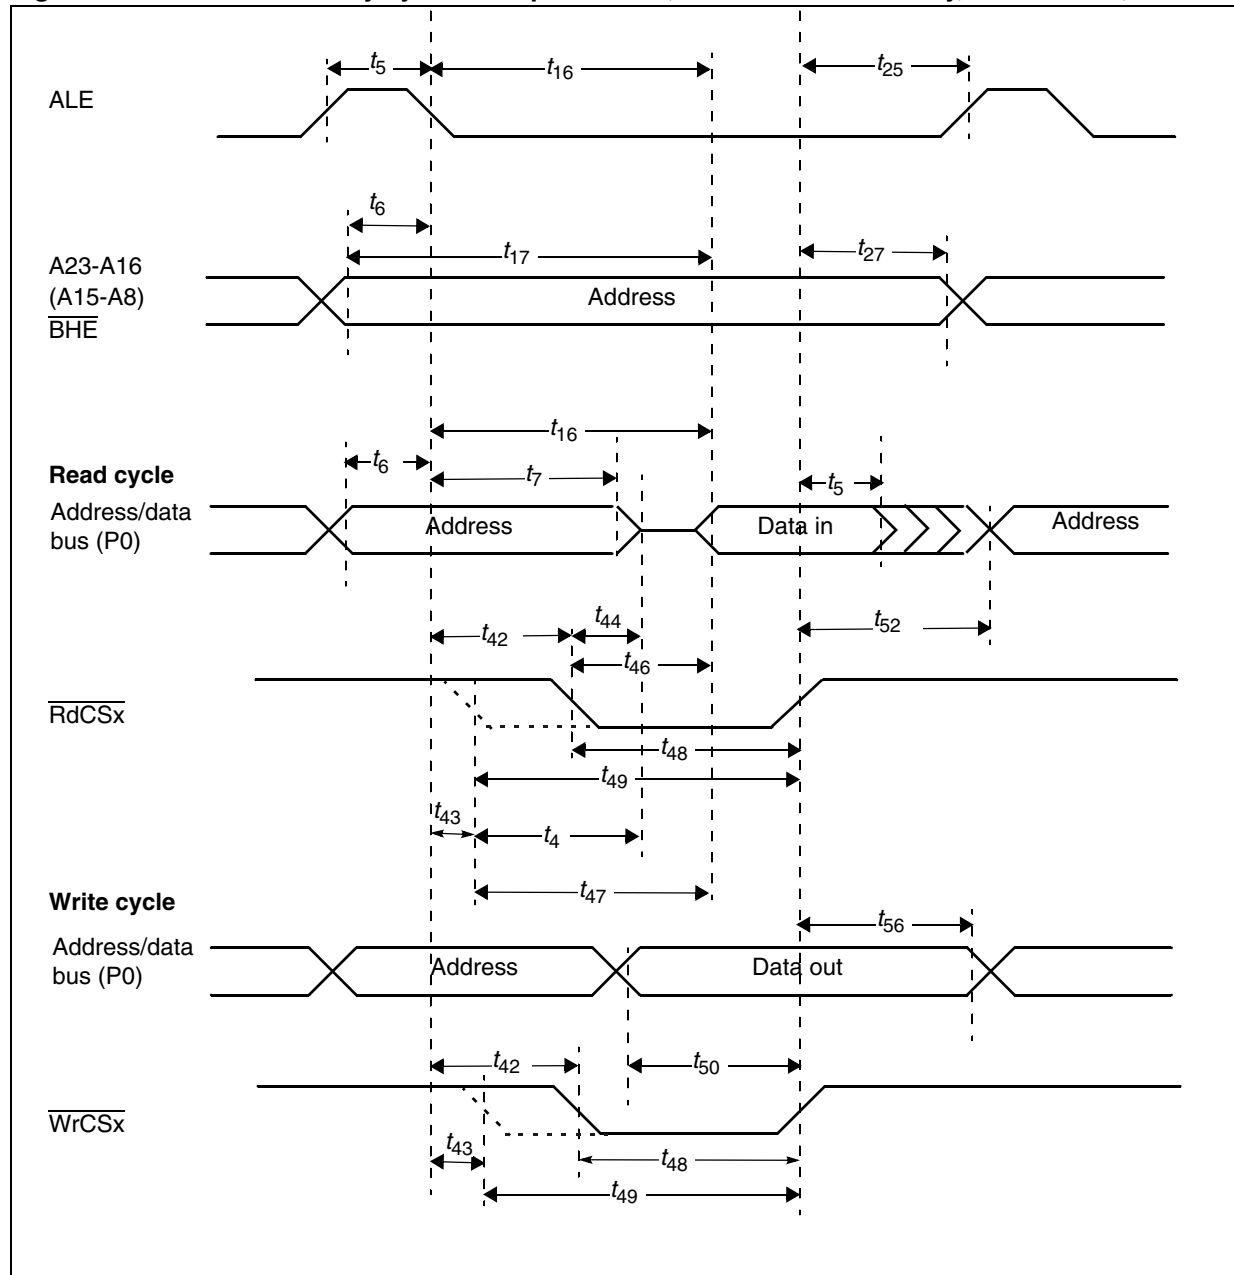 t5
t16
t25
ALE
t6
t17
t27
A23-A16
(A15-A8)
BHE
Address
t16
t6
t7
t5
Read cycle
Address/data
bus (P0)
Address
Data in
Address
t42
t44
t46
t52
RdCSx
t48
t49
t43
t4
t47
Write cycle
t56
Address/data
bus (P0)
Address
Data out
t42
t50
WrCSx
t43
t48
t49